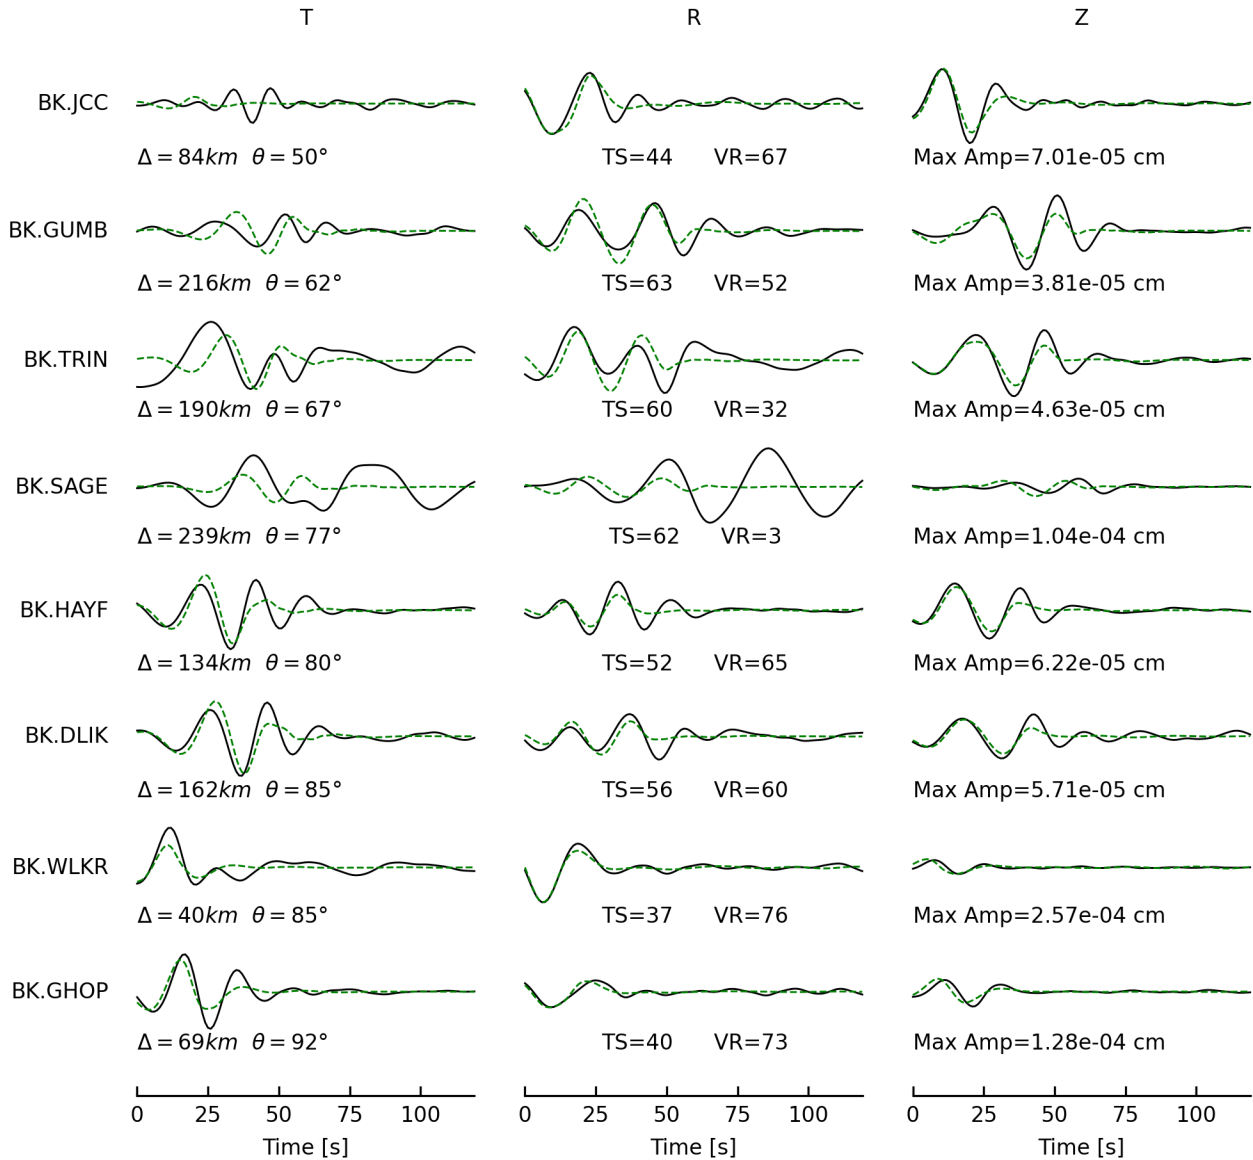 T R Z
BK.JCC
Δ = 84km θ = 50° TS=44 VR=67 Max Amp=7.01e-05 cm
BK.GUMB
Δ = 216km θ = 62° TS=63 VR=52 Max Amp=3.81e-05 cm
BK.TRIN
Δ = 190km θ = 67° TS=60 VR=32 Max Amp=4.63e-05 cm
BK.SAGE
Δ = 239km θ = 77° TS=62 VR=3 Max Amp=1.04e-04 cm
BK.HAYF
Δ = 134km θ = 80° TS=52 VR=65 Max Amp=6.22e-05 cm
BK.DLIK
Δ = 162km θ = 85° TS=56 VR=60 Max Amp=5.71e-05 cm
BK.WLKR
Δ = 40km θ = 85° TS=37 VR=76 Max Amp=2.57e-04 cm
BK.GHOP
Δ = 69km θ = 92° TS=40 VR=73 Max Amp=1.28e-04 cm
0 25 50 75 100 0 25 50 75 100 0 25 50 75 100
Time [s] Time [s] Time [s]